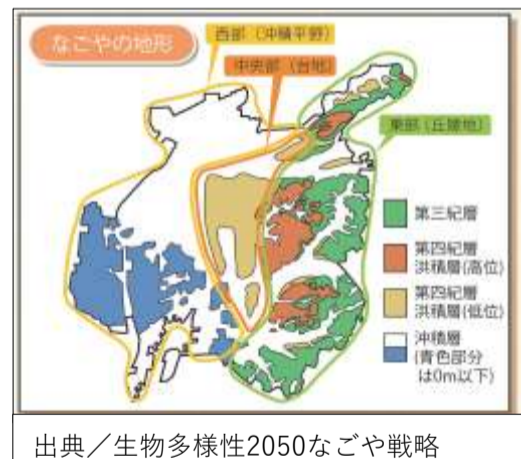 なごやの地形
西部（沖積平野）
中央部（台地）
東部（丘陵地）
第三紀層
第四紀層
洪積層(高位)
第四紀層
洪積層(低位)
沖積層
(青色部分
は0m以下)
出典／生物多様性2050なごや戦略